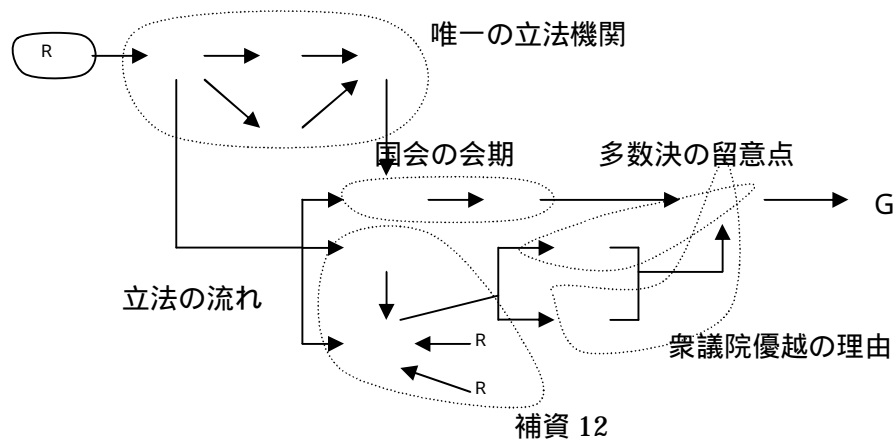 唯一の立法機関
R
国会の会期
多数決の留意点
G
立法の流れ
R
衆議院優越の理由
R
補資 12